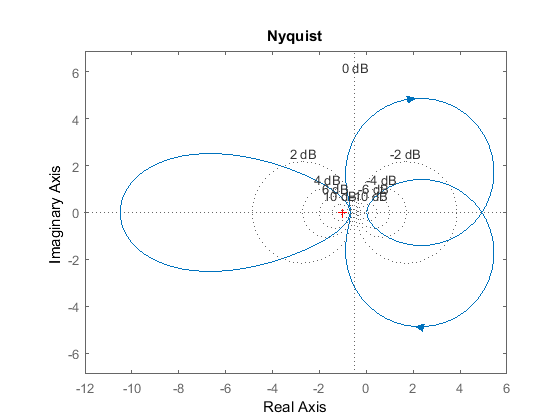 Nyquist
0 dB
2 dB
-2 dB
4 dB
-4 dB
6 dB
-6 dB
10 dB
-10 dB
6
4
2
0
-2
-4
-6
Imaginary Axis
-12
-10
-8
-6
-4
-2
0
2
4
6
Real Axis